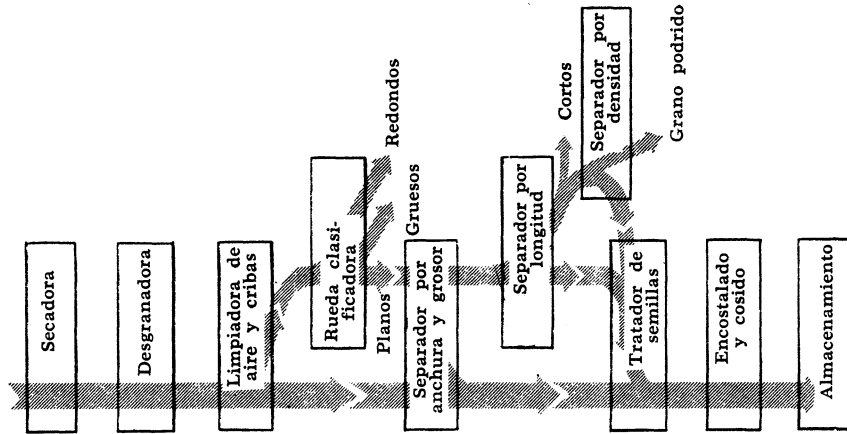 Secadora
Desgranadora
Limpiadora de
aire y cribas
Rueda clasi-
ficadora
Redondos
Gruesos
Planos
Separador por
anchura y grosor
Separador por
longitud
Cortos
Separador por
densidad
Grano podrido
Tratador de
semillas
Encostalado
y cosido
Almacenamiento